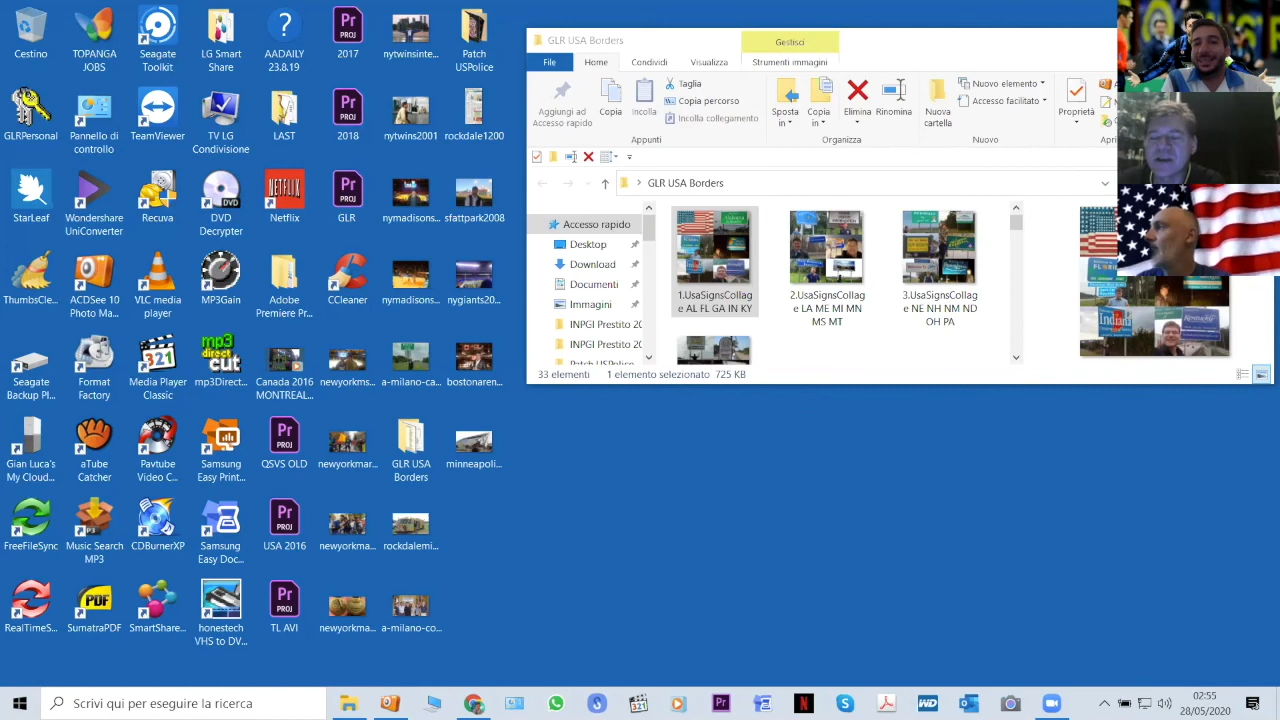 Cestino
TORANGA
JOBS
Seagate
Toolkit
LG Smart
Share
AADAILY
23.8.19
2017
nytwinsinte...
Patch
USPolice
GLRPersonal
Pannello di
controllo
TeamViewer
TV LG
Condivisione
LAST
2018
nytwins2001
rockdale1200
StarLeaf
Wondershare
UniConverter
Recuva
DVD
Decrypter
Netflix
GLR
nymadisons...
sfattpark2008
ThumbsCle...
ACDSee 10
Photo Ma...
VLC media
player
MP3Gain
Adobe
Premiere Pr...
CCleaner
nymadisons...
nygiants20...
Seagate
Backup Pl...
Format
Factory
Media Player
Classic
mp3Direct...
Canada 2016
MONTREAL...
newyorkms...
a-milano-ca...
bostonaren...
Gian Luca's
My Cloud...
aTube
Catcher
Pavtube
Video C...
Samsung
Easy Print...
QSVS OLD
newyorkmar...
GLR USA
Borders
minneapoli...
FreeFileSync
Music Search
MP3
CDBurnerXP
Samsung
Easy Doc...
USA 2016
newyorkma...
rockdalemi...
RealTimeS...
SumatraPDF
SmartShare...
honestech
VHS to DV...
TL AVI
newyorkma...
a-milano-co...
GLR USA Borders
Gestisci
File
Home
Condividi
Visualizza
Strumenti immagini
Aggiungi ad
Accesso rapido
Copia
Incolla
Taglia
Copia percorso
Incolla collegamento
Sposta
in
Copia
in
Elimina
Rinomina
Nuova
cartella
Nuovo elemento
Accesso facilitato
Proprietà
Appunti
Organizza
Nuovo
Apri
GLR USA Borders
Accesso rapido
Desktop
Download
Documenti
Immagini
INPGI Prestito 20
INPGI Prestito 20
Patch USPolice
1.UsaSignsCollag
e AL FL GA IN KY
2.UsaSignsCollag
e LA ME MI MN
MS MT
3.UsaSignsCollag
e NE NH NM ND
OH PA
Indiana
Kentucky
33 elementi
1 elemento selezionato
725 KB
Scrivi qui per eseguire la ricerca
02:55
28/05/2020